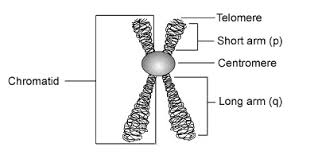 Telomere
Short arm (p)
Centromere
Chromatid
Long arm (q)